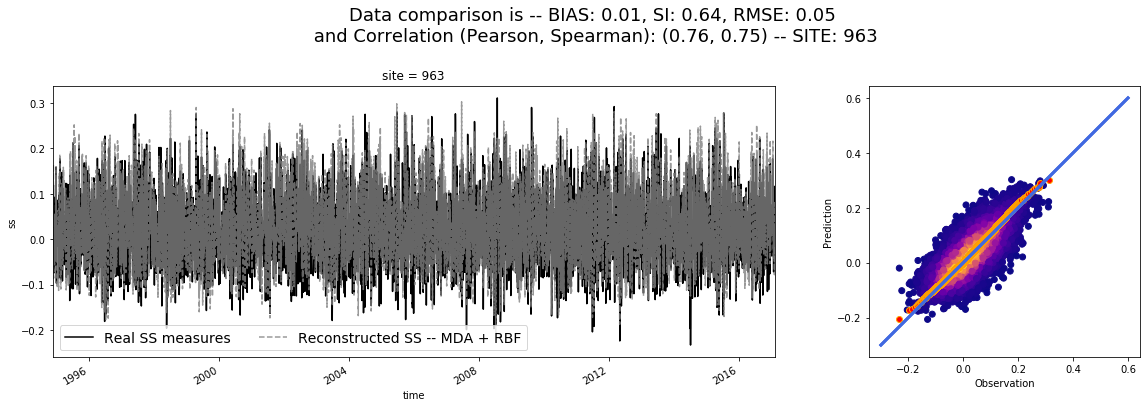 Data comparison is -- BIAS: 0.01, SI: 0.64, RMSE: 0.05
and Correlation (Pearson, Spearman): (0.76, 0.75) -- SITE: 963
site = 963
ss
0.3
0.2
0.1
0.0
−0.1
−0.2
Real SS measures
Reconstructed SS -- MDA + RBF
1996
2000
2004
2008
2012
2016
time
Prediction
0.6
0.4
0.2
0.0
−0.2
−0.2
0.0
0.2
0.4
0.6
Observation